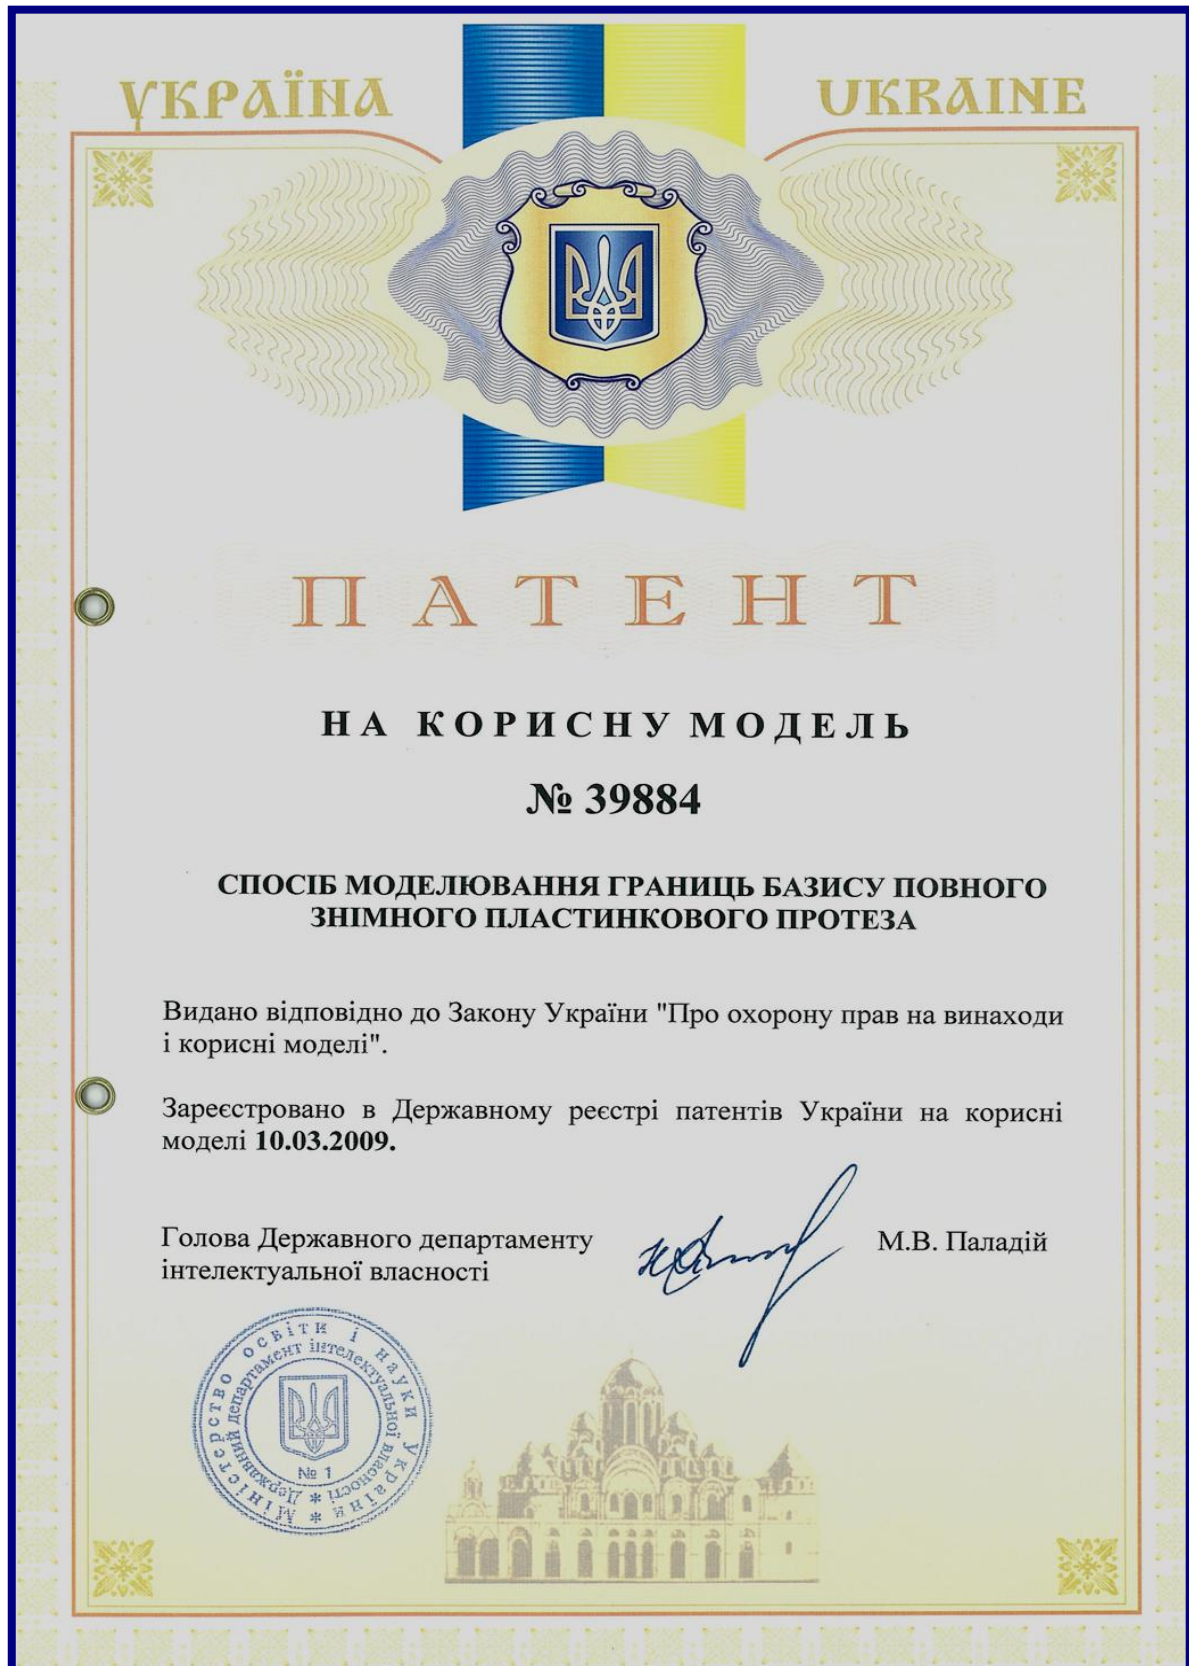 УКРАЇНА
UKRAINE
ПАТЕНТ
НА КОРИСНУ МОДЕЛЬ
№ 39884
СПОСІБ МОДЕЛЮВАННЯ ГРАНИЦЬ БАЗИСУ ПОВНОГО
ЗНІМНОГО ПЛАСТИНКОВОГО ПРОТЕЗА
Видано відповідно до Закону України "Про охорону прав на винаходи
і корисні моделі".
Зареєстровано в Державному реєстрі патентів України на корисні
моделі 10.03.2009.
Голова Державного департаменту
інтелектуальної власності
М.В. Паладій
Міністерство освіти і науки України *
Державний департамент інтелектуальної власності *
№ 1